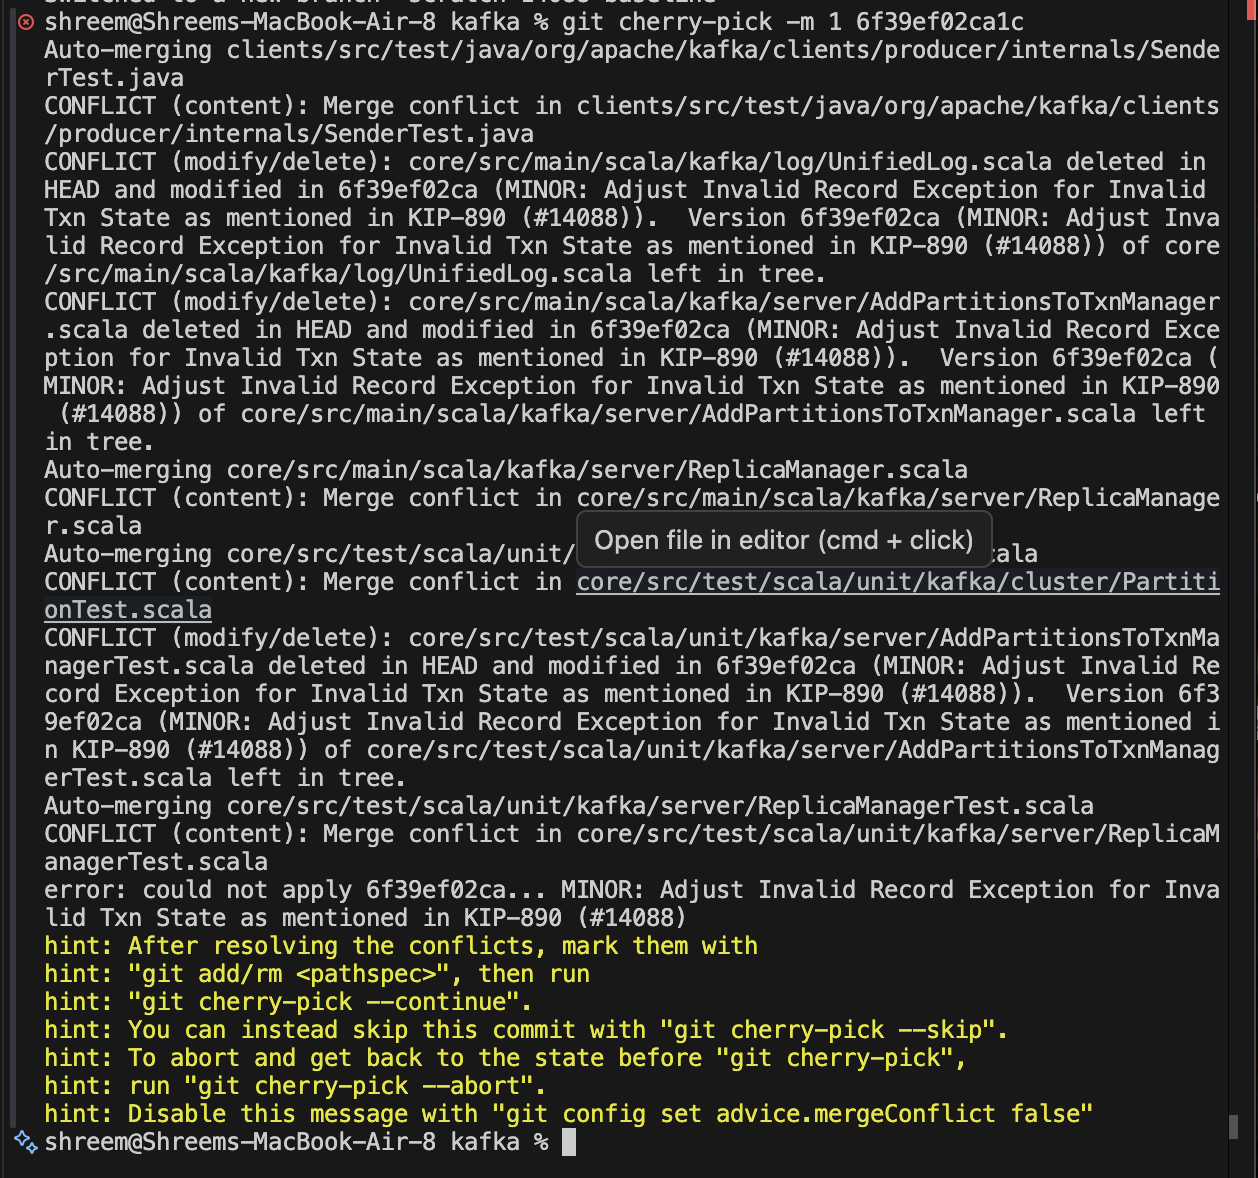 shreem@Shreems-MacBook-Air-8 kafka % git cherry-pick -m 1 6f39ef02ca1c
Auto-merging clients/src/test/java/org/apache/kafka/clients/producer/internals/Sende
rTest.java
CONFLICT (content): Merge conflict in clients/src/test/java/org/apache/kafka/clients
/producer/internals/SenderTest.java
CONFLICT (modify/delete): core/src/main/scala/kafka/log/UnifiedLog.scala deleted in
HEAD and modified in 6f39ef02ca (MINOR: Adjust Invalid Record Exception for Invalid
Txn State as mentioned in KIP-890 (#14088)).  Version 6f39ef02ca (MINOR: Adjust Inva
lid Record Exception for Invalid Txn State as mentioned in KIP-890 (#14088)) of core
/src/main/scala/kafka/log/UnifiedLog.scala left in tree.
CONFLICT (modify/delete): core/src/main/scala/kafka/server/AddPartitionsToTxnManager
.scala deleted in HEAD and modified in 6f39ef02ca (MINOR: Adjust Invalid Record Exce
ption for Invalid Txn State as mentioned in KIP-890 (#14088)).  Version 6f39ef02ca (
MINOR: Adjust Invalid Record Exception for Invalid Txn State as mentioned in KIP-890
 (#14088)) of core/src/main/scala/kafka/server/AddPartitionsToTxnManager.scala left
in tree.
Auto-merging core/src/main/scala/kafka/server/ReplicaManager.scala
CONFLICT (content): Merge conflict in core/src/main/scala/kafka/server/ReplicaManage
r.scala
Open file in editor (cmd + click)
Auto-merging core/src/test/scala/unit/ cala
CONFLICT (content): Merge conflict in core/src/test/scala/unit/kafka/cluster/Partiti
onTest.scala
CONFLICT (modify/delete): core/src/test/scala/unit/kafka/server/AddPartitionsToTxnMa
nagerTest.scala deleted in HEAD and modified in 6f39ef02ca (MINOR: Adjust Invalid Re
cord Exception for Invalid Txn State as mentioned in KIP-890 (#14088)).  Version 6f3
9ef02ca (MINOR: Adjust Invalid Record Exception for Invalid Txn State as mentioned i
n KIP-890 (#14088)) of core/src/test/scala/unit/kafka/server/AddPartitionsToTxnManag
erTest.scala left in tree.
Auto-merging core/src/test/scala/unit/kafka/server/ReplicaManagerTest.scala
CONFLICT (content): Merge conflict in core/src/test/scala/unit/kafka/server/ReplicaM
anagerTest.scala
error: could not apply 6f39ef02ca... MINOR: Adjust Invalid Record Exception for Inva
lid Txn State as mentioned in KIP-890 (#14088)
hint: After resolving the conflicts, mark them with
hint: "git add/rm <pathspec>", then run
hint: "git cherry-pick --continue".
hint: You can instead skip this commit with "git cherry-pick --skip".
hint: To abort and get back to the state before "git cherry-pick",
hint: run "git cherry-pick --abort".
hint: Disable this message with "git config set advice.mergeConflict false"
shreem@Shreems-MacBook-Air-8 kafka %